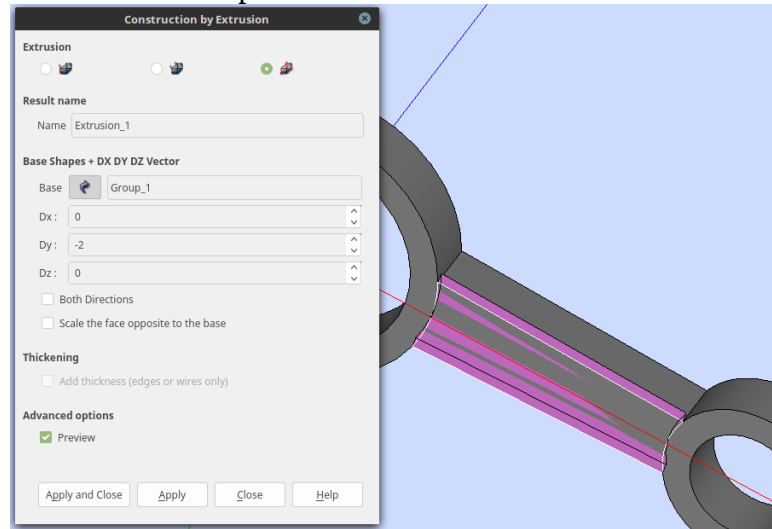 Construction by Extrusion
Extrusion
Result name
Name Extrusion_1
Base Shapes + DX DY DZ Vector
Base Group_1
Dx : 0
Dy : -2
Dz : 0
Both Directions
Scale the face opposite to the base
Thickening
Add thickness (edges or wires only)
Advanced options
Preview
Apply and Close Apply Close Help